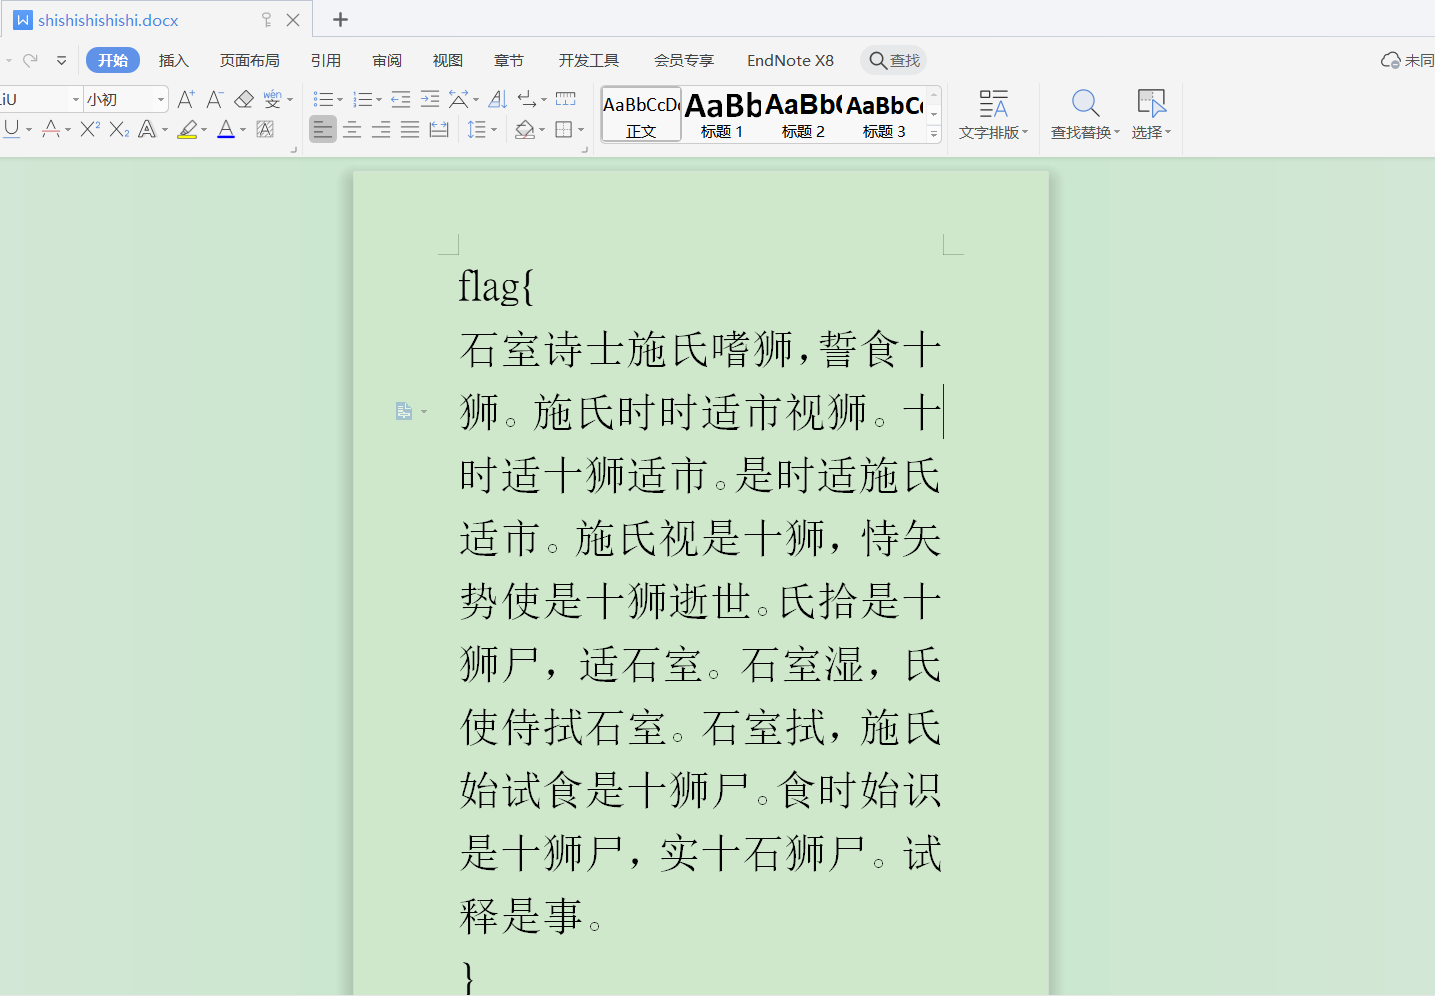 shishishishishi.docx
开始 插入 页面布局 引用 审阅 视图 章节 开发工具 会员专享 EndNote X8 查找 未同
iU 小初 A+ A- wén 文
U A X² X₂ A A A
AaBbCcDd AaBb AaBb( AaBbC
正文 标题 1 标题 2 标题 3 文字排版 查找替换 选择
flag{
石室诗士施氏嗜狮，誓食十
狮。施氏时时适市视狮。十
时适十狮适市。是时适施氏
适市。施氏视是十狮，恃矢
势使是十狮逝世。氏拾是十
狮尸，适石室。石室湿，氏
使侍拭石室。石室拭，施氏
始试食是十狮尸。食时始识
是十狮尸，实十石狮尸。试
释是事。
}